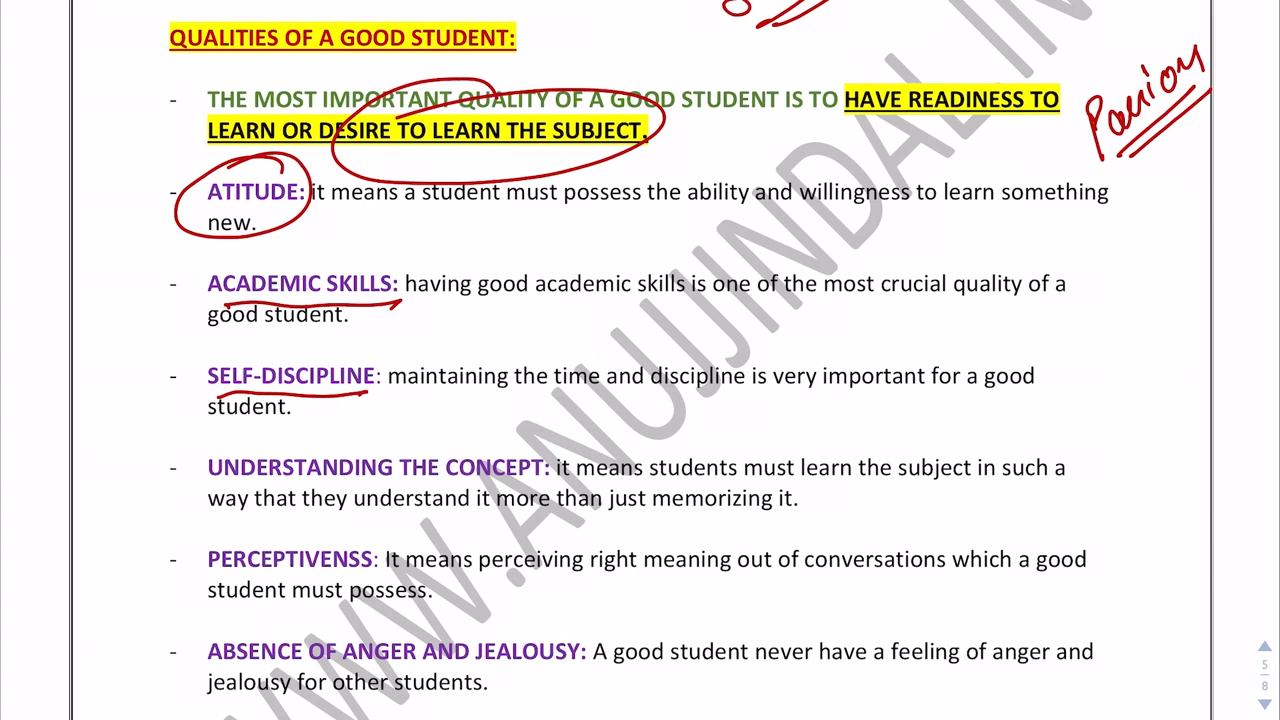 QUALITIES OF A GOOD STUDENT:
- THE MOST IMPORTANT QUALITY OF A GOOD STUDENT IS TO HAVE READINESS TO
LEARN OR DESIRE TO LEARN THE SUBJECT.
Passion
- ATITUDE: it means a student must possess the ability and willingness to learn something
new.
- ACADEMIC SKILLS: having good academic skills is one of the most crucial quality of a
good student.
- SELF-DISCIPLINE: maintaining the time and discipline is very important for a good
student.
- UNDERSTANDING THE CONCEPT: it means students must learn the subject in such a
way that they understand it more than just memorizing it.
- PERCEPTIVENSS: It means perceiving right meaning out of conversations which a good
student must possess.
- ABSENCE OF ANGER AND JEALOUSY: A good student never have a feeling of anger and
jealousy for other students.
WWW.ANUJJINDAL.IN
5
8